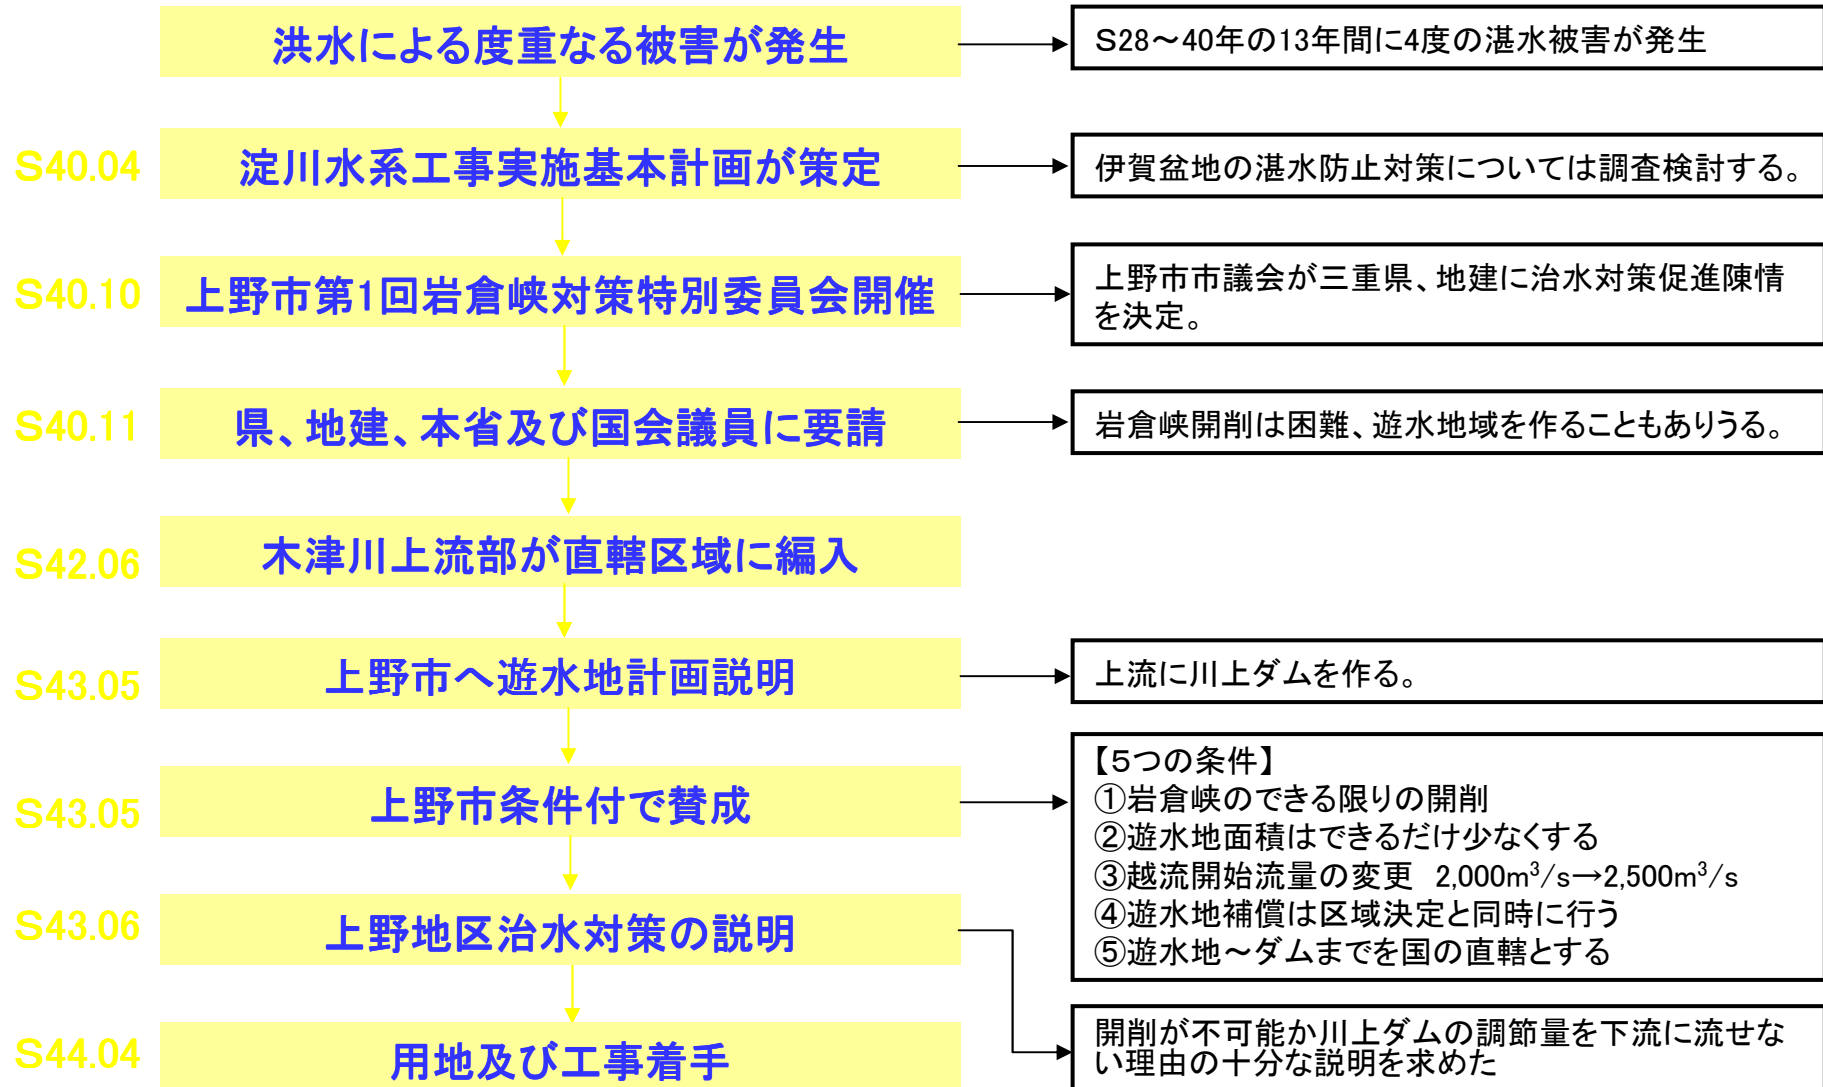 洪水による度重なる被害が発生
S28～40年の13年間に4度の湛水被害が発生
S40.04
淀川水系工事実施基本計画が策定
伊賀盆地の湛水防止対策については調査検討する。
S40.10
上野市第1回岩倉峡対策特別委員会開催
上野市市議会が三重県、地建に治水対策促進陳情
を決定。
S40.11
県、地建、本省及び国会議員に要請
岩倉峡開削は困難、遊水地域を作ることもありうる。
S42.06
木津川上流部が直轄区域に編入
S43.05
上野市へ遊水地計画説明
上流に川上ダムを作る。
S43.05
上野市条件付で賛成
【5つの条件】
①岩倉峡のできる限りの開削
②遊水地面積はできるだけ少なくする
③越流開始流量の変更　2,000m³/s→2,500m³/s
④遊水地補償は区域決定と同時に行う
⑤遊水地～ダムまでを国の直轄とする
S43.06
上野地区治水対策の説明
開削が不可能か川上ダムの調節量を下流に流せな
い理由の十分な説明を求めた
S44.04
用地及び工事着手